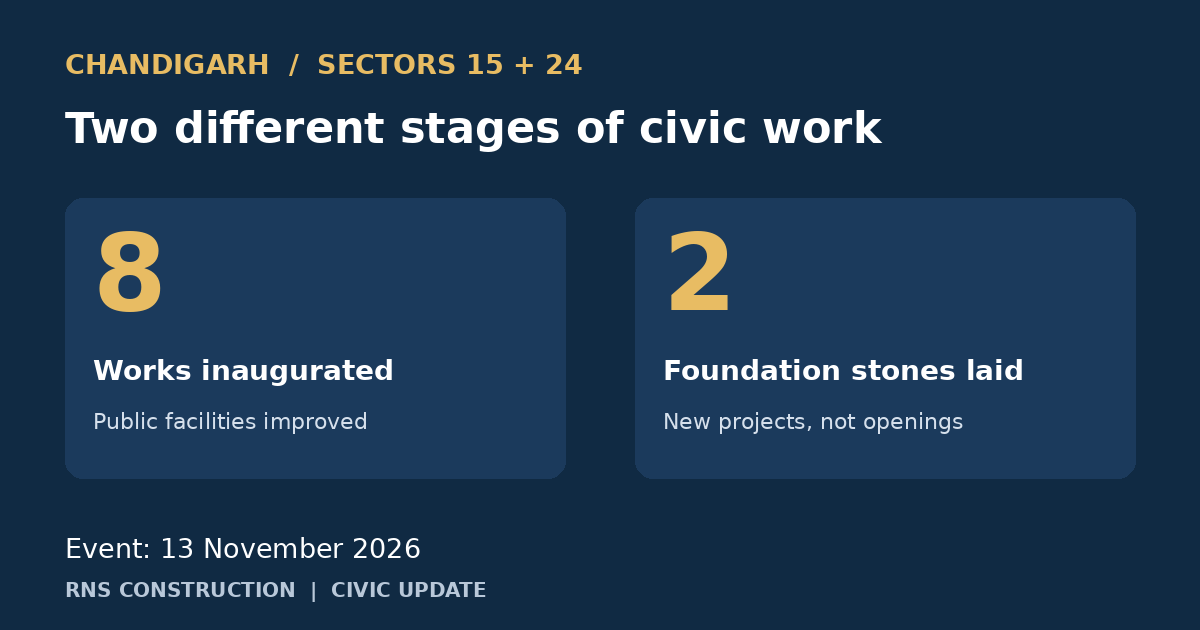 CHANDIGARH / SECTORS 15 + 24
Two different stages of civic work
8
Works inaugurated
Public facilities improved
2
Foundation stones laid
New projects, not openings
Event: 13 November 2026
RNS CONSTRUCTION | CIVIC UPDATE